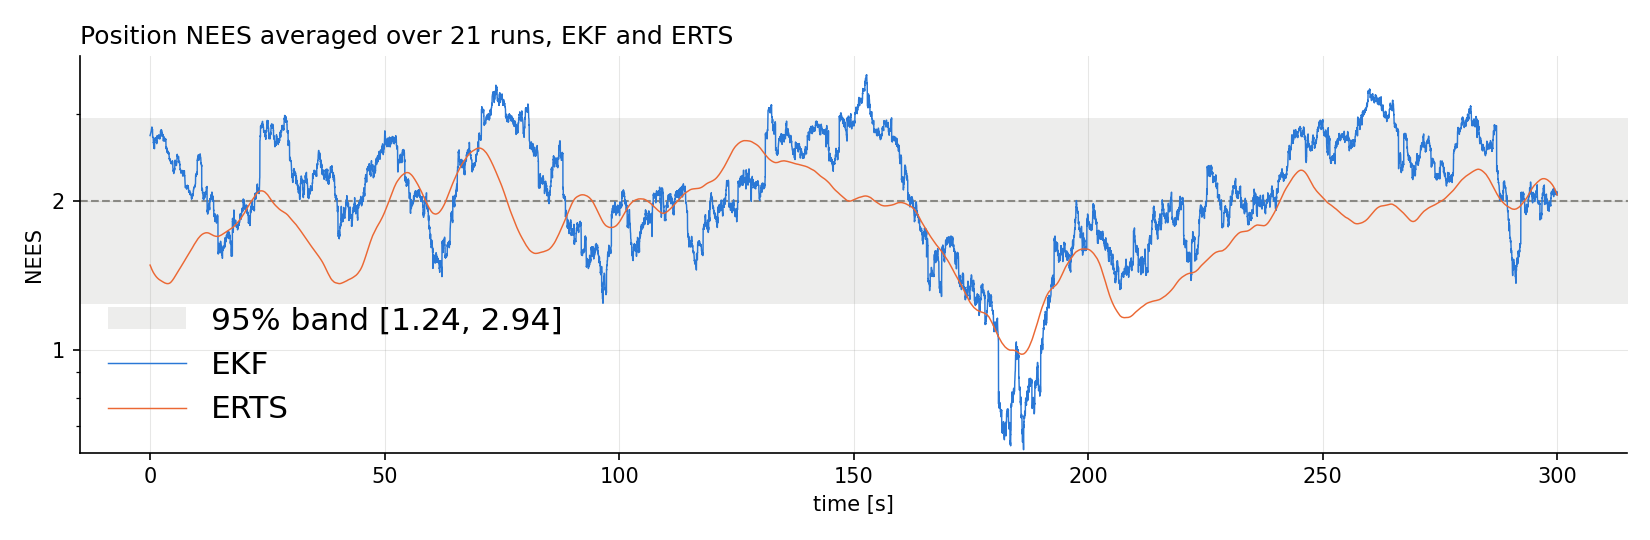 Position NEES averaged over 21 runs, EKF and ERTS
NEES
2
1
95% band [1.24, 2.94]
EKF
ERTS
0 50 100 150 200 250 300
time [s]